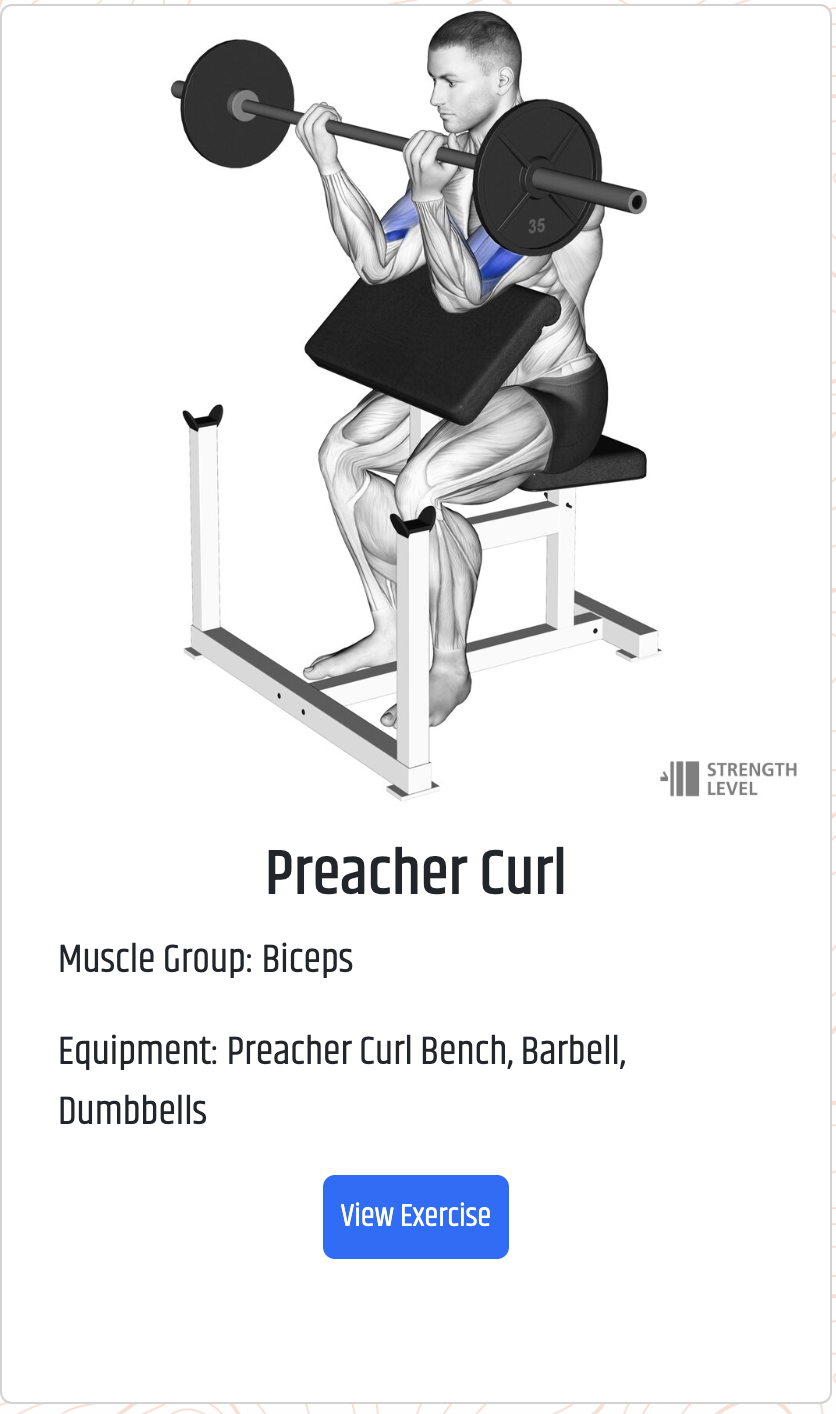 35
STRENGTH
LEVEL
Preacher Curl
Muscle Group: Biceps
Equipment: Preacher Curl Bench, Barbell,
Dumbbells
View Exercise